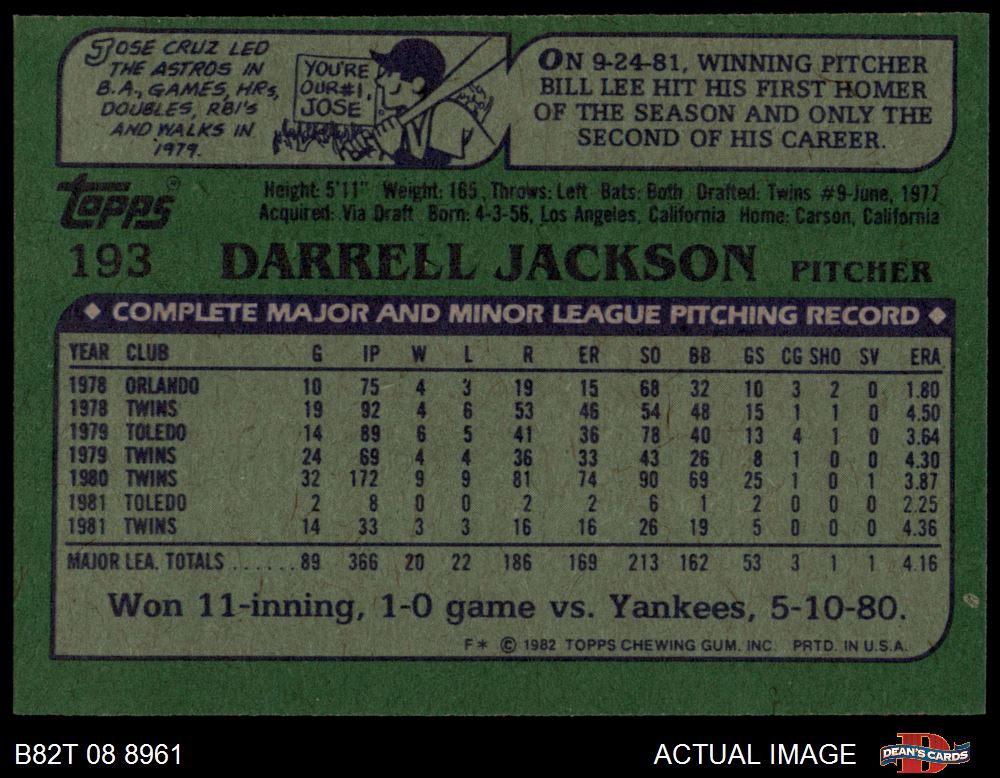 JOSE CRUZ LED
THE ASTROS IN
B.A., GAMES, HRs,
DOUBLES, RBI'S
AND WALKS IN
1979.
YOU'RE
OUR #1,
JOSE
ON 9-24-81, WINNING PITCHER
BILL LEE HIT HIS FIRST HOMER
OF THE SEASON AND ONLY THE
SECOND OF HIS CAREER.
topps®
Height: 5'11" Weight: 165 Throws: Left Bats: Both Drafted: Twins #9-June, 1977
Acquired: Via Draft Born: 4-3-56, Los Angeles, California Home: Carson, California
193 DARRELL JACKSON PITCHER
◆ COMPLETE MAJOR AND MINOR LEAGUE PITCHING RECORD ◆
YEAR CLUB G IP W L R ER SO BB GS CG SHO SV ERA
1978 ORLANDO 10 75 4 3 19 15 68 32 10 3 2 0 1.80
1978 TWINS 19 92 4 6 53 46 54 48 15 1 1 0 4.50
1979 TOLEDO 14 89 6 5 41 36 78 40 13 4 1 0 3.64
1979 TWINS 24 69 4 4 36 33 43 26 8 1 0 0 4.30
1980 TWINS 32 172 9 9 81 74 90 69 25 1 0 1 3.87
1981 TOLEDO 2 8 0 0 2 2 6 1 2 0 0 0 2.25
1981 TWINS 14 33 3 3 16 16 26 19 5 0 0 0 4.36
MAJOR LEA. TOTALS ...... 89 366 20 22 186 169 213 162 53 3 1 1 4.16
Won 11-inning, 1-0 game vs. Yankees, 5-10-80.
F* © 1982 TOPPS CHEWING GUM, INC. PRTD. IN U.S.A.
B82T 08 8961 ACTUAL IMAGE D DEAN'S CARDS